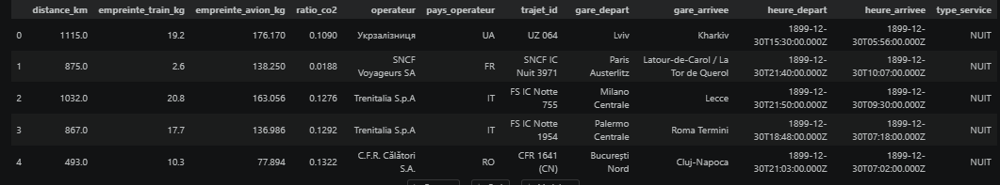 distance_km empreinte_train_kg empreinte_avion_kg ratio_co2 operateur pays_operateur trajet_id gare_depart gare_arrivee heure_depart heure_arrivee type_service
0 1115.0 19.2 176.170 0.1090 Укрзалізниця UA UZ 064 Lviv Kharkiv 1899-12-30T15:30:00.000Z 1899-12-30T05:56:00.000Z NUIT
1 875.0 2.6 138.250 0.0188 SNCF Voyageurs SA FR SNCF IC Nuit 3971 Paris Austerlitz Latour-de-Carol / La Tor de Querol 1899-12-30T21:40:00.000Z 1899-12-30T10:07:00.000Z NUIT
2 1032.0 20.8 163.056 0.1276 Trenitalia S.p.A IT FS IC Notte 755 Milano Centrale Lecce 1899-12-30T21:50:00.000Z 1899-12-30T09:30:00.000Z NUIT
3 867.0 17.7 136.986 0.1292 Trenitalia S.p.A IT FS IC Notte 1954 Palermo Centrale Roma Termini 1899-12-30T18:48:00.000Z 1899-12-30T07:18:00.000Z NUIT
4 493.0 10.3 77.894 0.1322 C.F.R. Călători S.A. RO CFR 1641 (CN) București Nord Cluj-Napoca 1899-12-30T21:03:00.000Z 1899-12-30T07:02:00.000Z NUIT